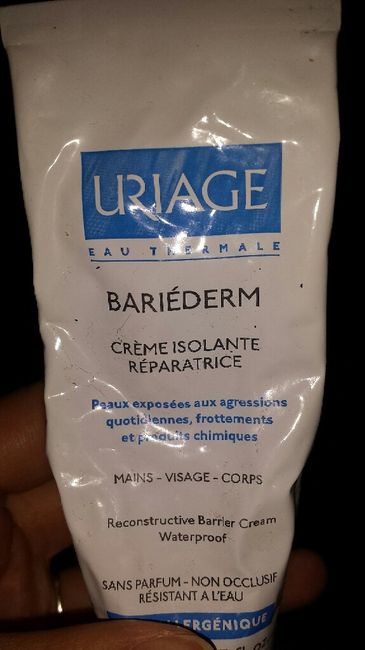 URIAGE
EAU THERMALE
BARIÉDERM
CRÈME ISOLANTE
RÉPARATRICE
Peaux exposées aux agressions
quotidiennes, frottements
et produits chimiques
MAINS - VISAGE - CORPS
Reconstructive Barrier Cream
Waterproof
SANS PARFUM - NON OCCLUSIF
RÉSISTANT A L'EAU